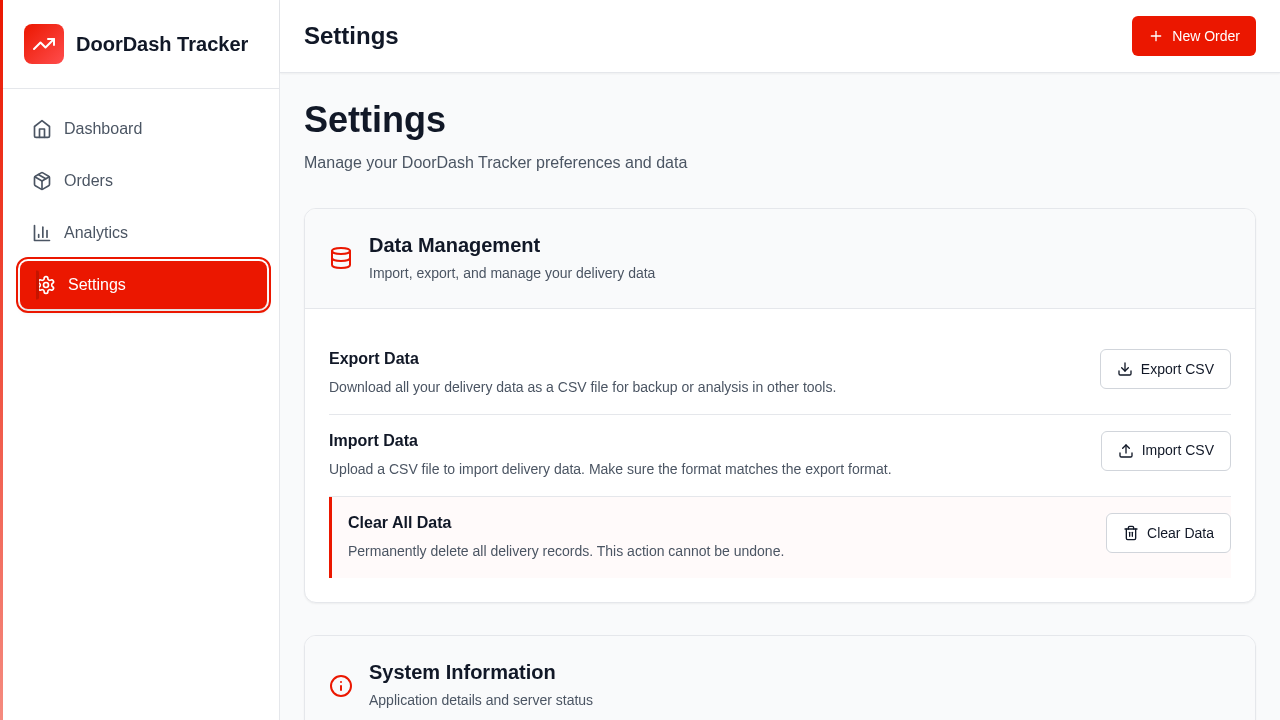 DoorDash Tracker
Settings
New Order
Dashboard
Orders
Analytics
Settings
Settings
Manage your DoorDash Tracker preferences and data
Data Management
Import, export, and manage your delivery data
Export Data
Download all your delivery data as a CSV file for backup or analysis in other tools.
Export CSV
Import Data
Upload a CSV file to import delivery data. Make sure the format matches the export format.
Import CSV
Clear All Data
Permanently delete all delivery records. This action cannot be undone.
Clear Data
System Information
Application details and server status